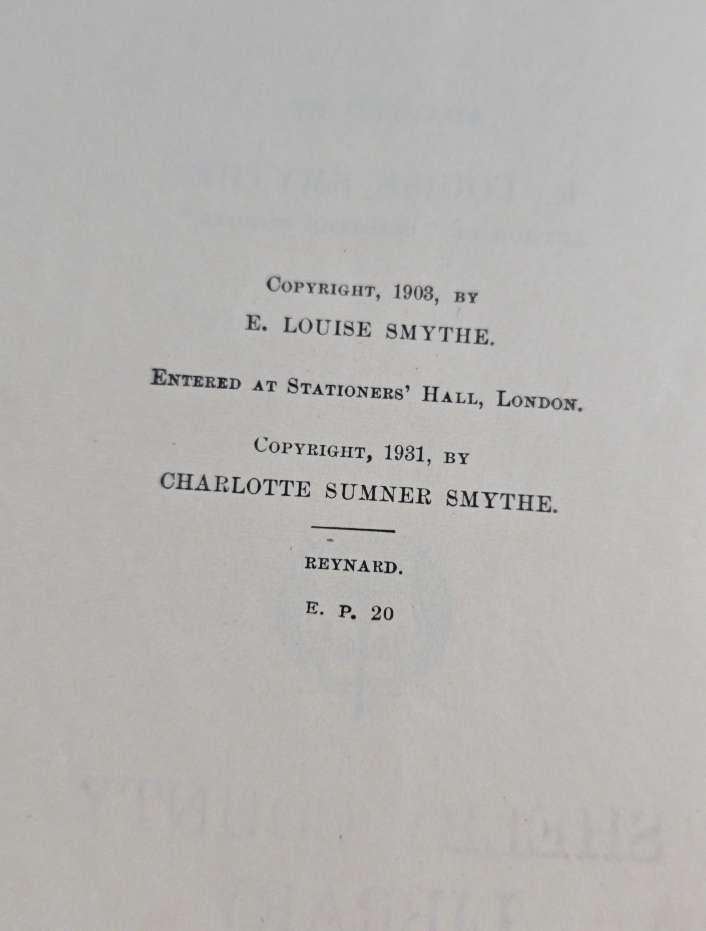 COPYRIGHT, 1903, BY
E. LOUISE SMYTHE.
ENTERED AT STATIONERS' HALL, LONDON.
COPYRIGHT, 1931, BY
CHARLOTTE SUMNER SMYTHE.
REYNARD.
E. P. 20